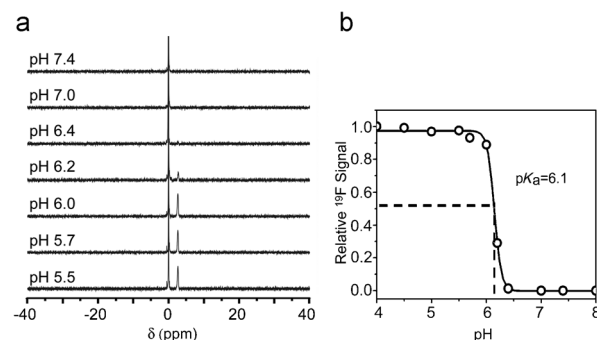 a
pH 7.4
pH 7.0
pH 6.4
pH 6.2
pH 6.0
pH 5.7
pH 5.5
-40 -20 0 20 40
δ (ppm)
b
Relative ¹⁹F Signal
1.0
0.8
0.6
0.4
0.2
0.0
pKa=6.1
4 5 6 7 8
pH